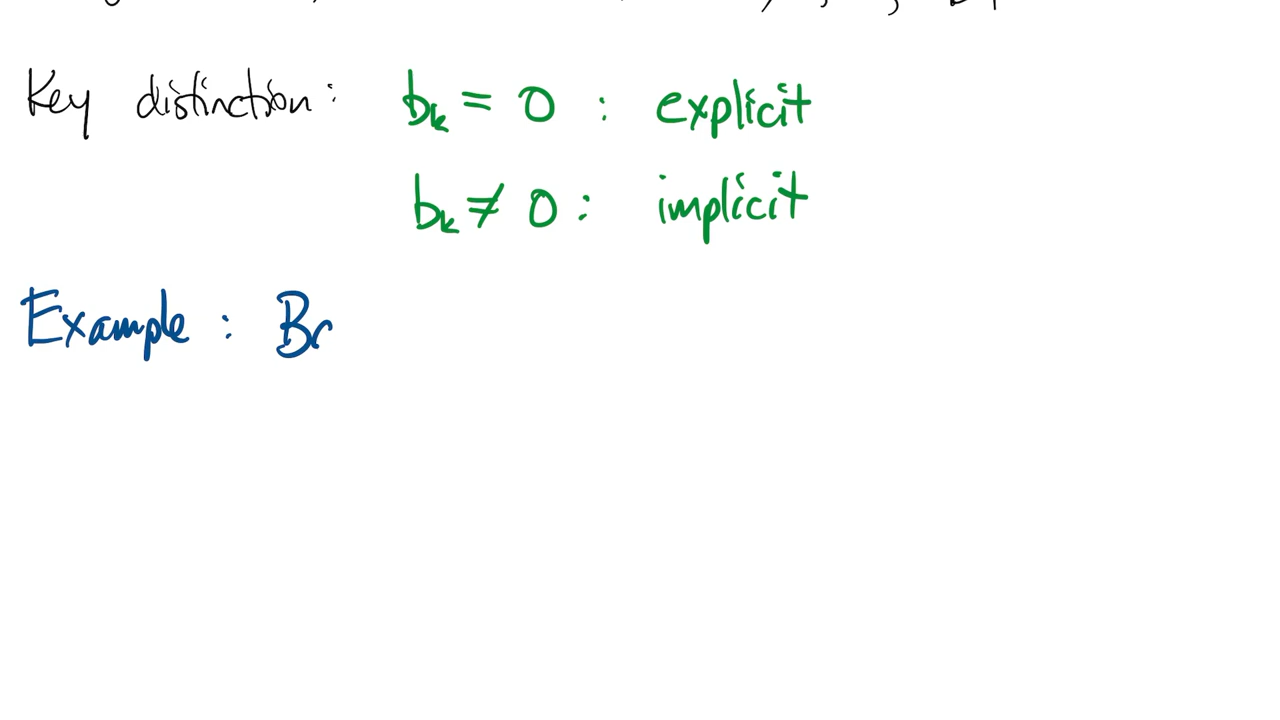 Key distinction: bₖ = 0 : explicit
bₖ ≠ 0 : implicit
Example : Br